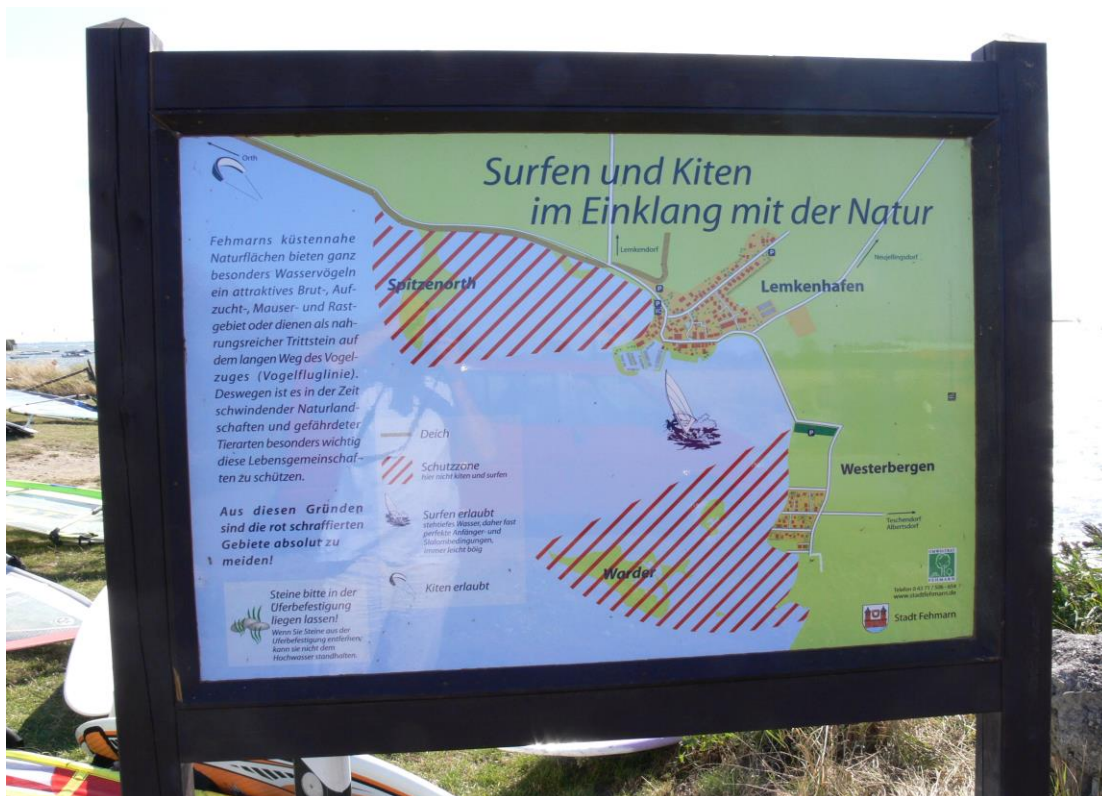 Surfen und Kiten
im Einklang mit der Natur
Orth
Fehmarns küstennahe
Naturflächen bieten ganz
besonders Wasservögeln
ein attraktives Brut-, Auf-
zucht-, Mauser- und Rast-
gebiet oder dienen als nah-
rungsreicher Trittstein auf
dem langen Weg des Vogel-
zuges (Vogelfluglinie).
Deswegen ist es in der Zeit
schwindender Naturland-
schaften und gefährdeter
Tierarten besonders wichtig
diese Lebensgemeinschaf-
ten zu schützen.
Aus diesen Gründen
sind die rot schraffierten
Gebiete absolut zu
meiden!
Steine bitte in der
Uferbefestigung
liegen lassen!
Wenn Sie Steine aus der
Uferbefestigung entfernen,
kann sie nicht dem
Hochwasser standhalten.
Deich
Schutzzone
hier nicht kiten und surfen
Surfen erlaubt
stehtiefes Wasser, daher fast
perfekte Anfänger- und
Slalombedingungen,
immer leicht böig
Kiten erlaubt
Spitzenorth
Lemkendorf
P
P
P
Lemkenhafen
Neujellingsdorf
P
Westerbergen
Teschendorf
Albertsdorf
Warder
UMWELTRAT
FEHMARN
www.stadtfehmarn.de
Stadt Fehmarn